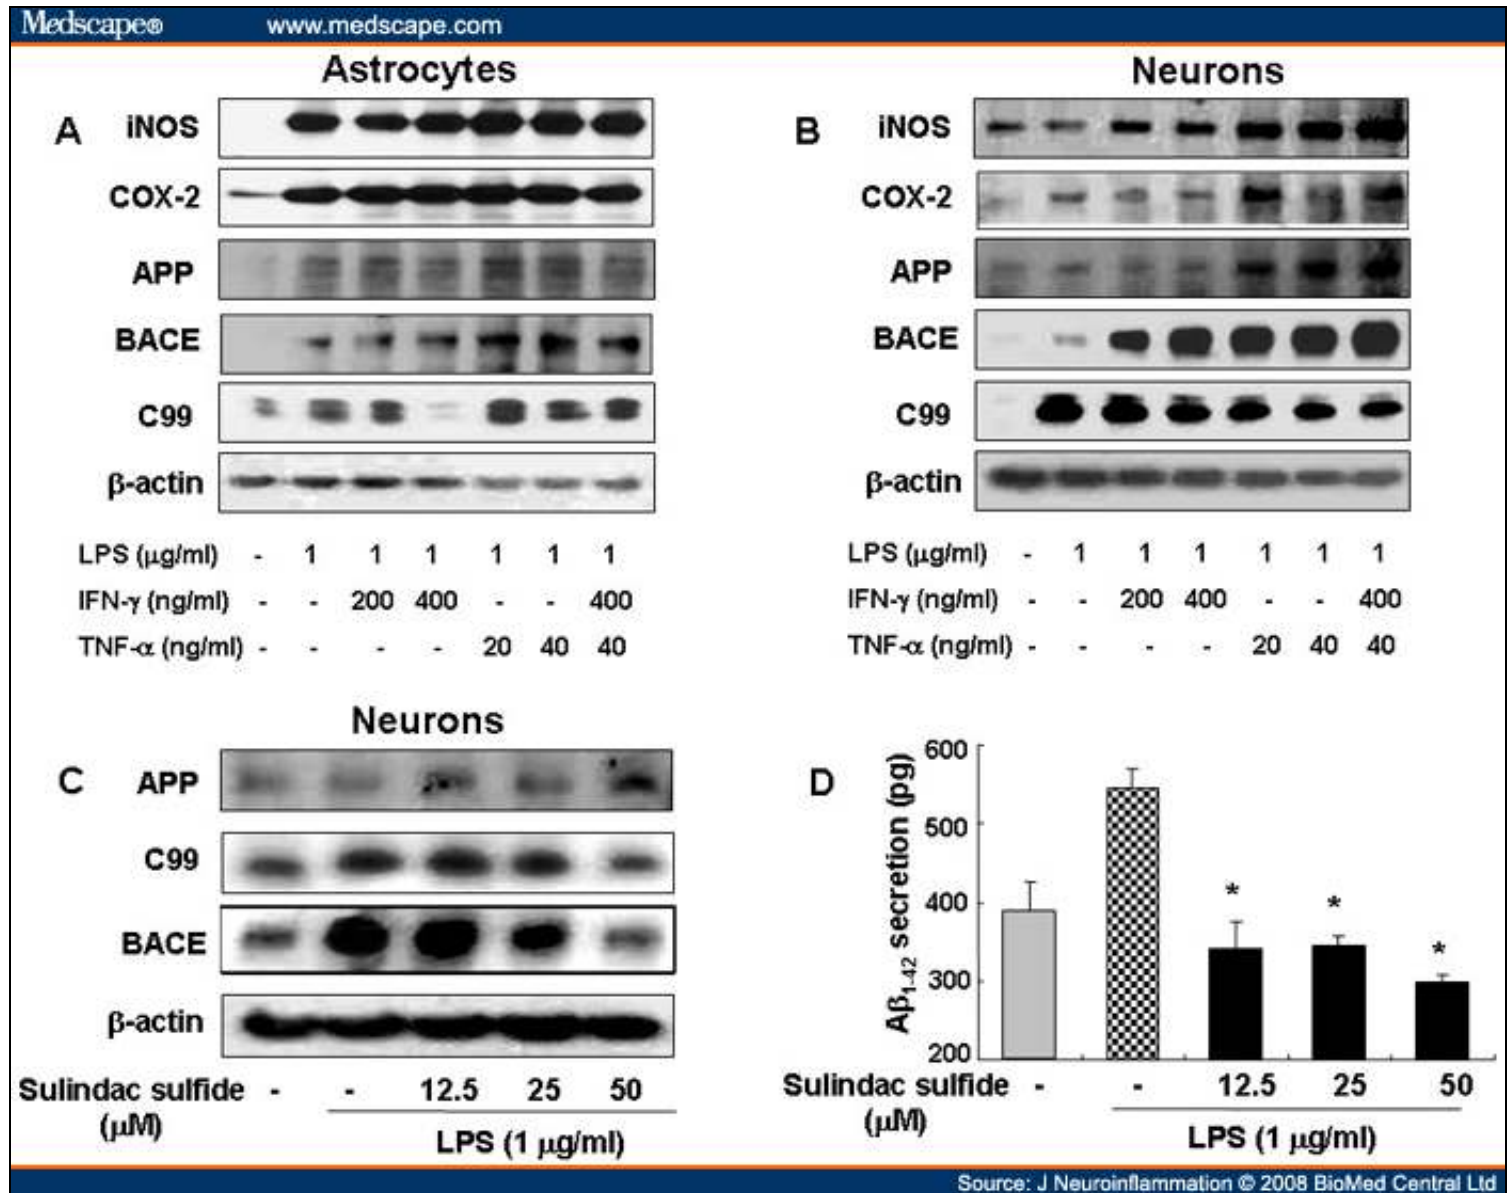 Medscape® www.medscape.com
Astrocytes
A
iNOS
COX-2
APP
BACE
C99
β-actin
LPS (μg/ml) - 1 1 1 1 1 1
IFN-γ (ng/ml) - - 200 400 - - 400
TNF-α (ng/ml) - - - - 20 40 40
Neurons
B
iNOS
COX-2
APP
BACE
C99
β-actin
LPS (μg/ml) - 1 1 1 1 1 1
IFN-γ (ng/ml) - - 200 400 - - 400
TNF-α (ng/ml) - - - - 20 40 40
Neurons
C
APP
C99
BACE
β-actin
Sulindac sulfide - - 12.5 25 50
(μM)
LPS (1 μg/ml)
D
Aβ1-42 secretion (pg)
600
500
400
300
200
*
*
*
Sulindac sulfide - - 12.5 25 50
(μM)
LPS (1 μg/ml)
Source: J Neuroinflammation © 2008 BioMed Central Ltd